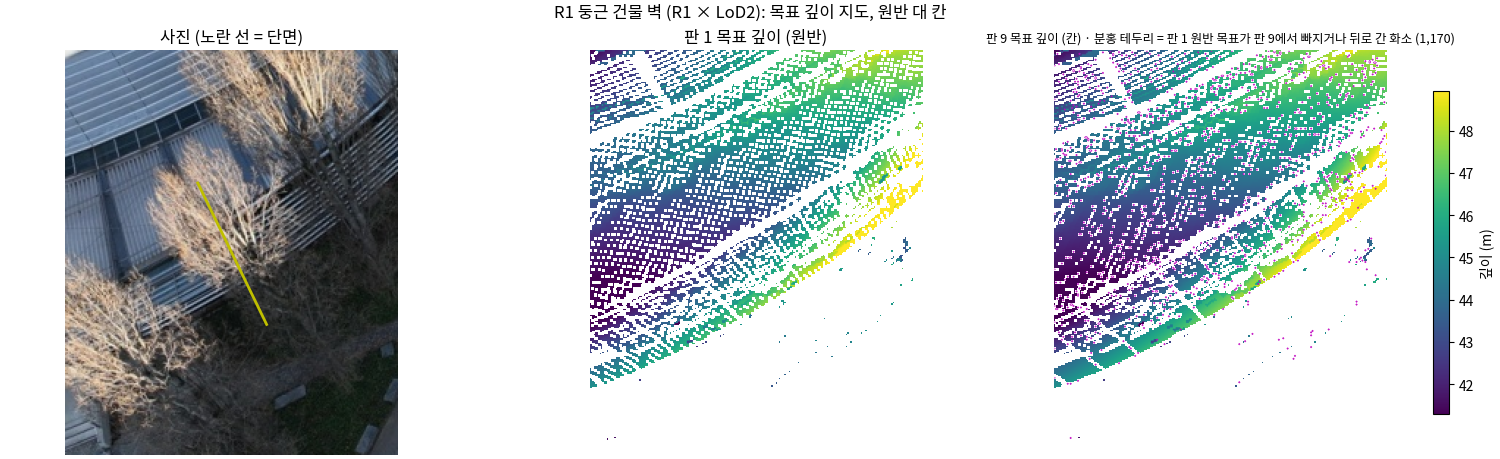 R1 둥근 건물 벽 (R1 × LoD2): 목표 깊이 지도, 원반 대 칸
사진 (노란 선 = 단면)
판 1 목표 깊이 (원반)
판 9 목표 깊이 (칸) · 분홍 테두리 = 판 1 원반 목표가 판 9에서 빠지거나 뒤로 간 화소 (1,170)
48
47
46
45
44
43
42
깊이 (m)